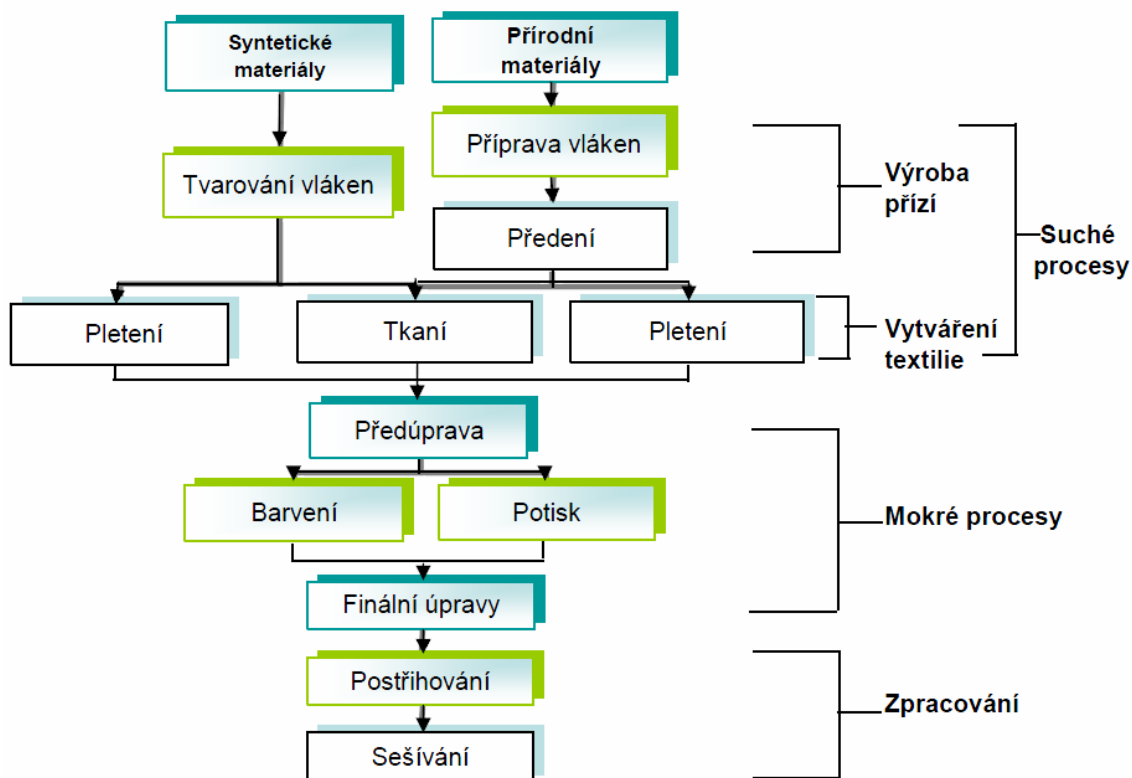 Syntetické
materiály
Přírodní
materiály
Příprava vláken
Tvarování vláken
Výroba
přízí
Předení
Suché
procesy
Pletení
Tkaní
Pletení
Vytváření
textilie
Předúprava
Barvení
Potisk
Mokré procesy
Finální úpravy
Postřihování
Zpracování
Sešívání